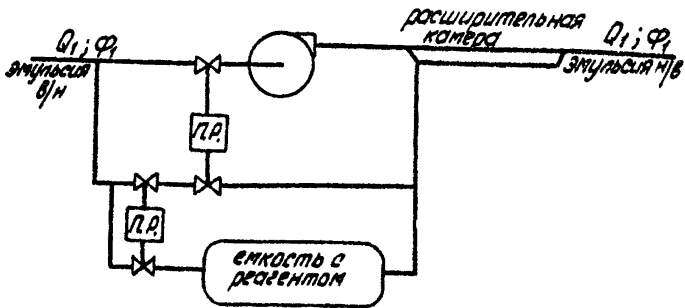 Q1; φ1
эмульсия
в/н
расширительная
камера
Q1; φ1
эмульсия н/в
П.Р.
П.Р.
емкость с
реагентом